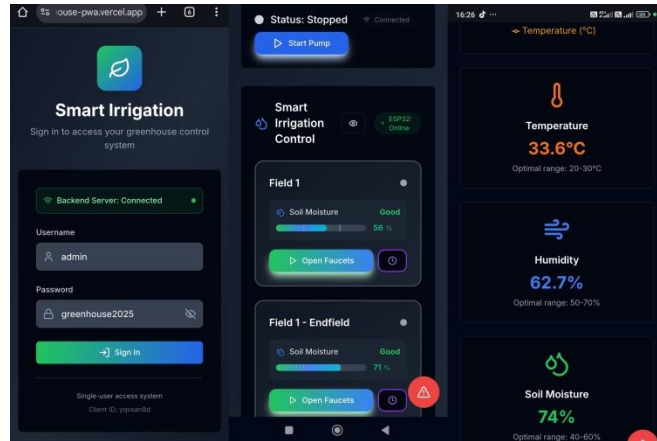 ouse-pwa.vercel.app
6
Smart Irrigation
Sign in to access your greenhouse control
system
Backend Server: Connected
Username
admin
Password
greenhouse2025
Sign In
Single-user access system
Status: Stopped
Connected
Start Pump
Smart
Irrigation
Control
ESP32:
Online
Field 1
Soil Moisture
Good
56 %
Open Faucets
Field 1 - Endfield
Soil Moisture
Good
71 %
Open Faucets
16:26
Temperature (°C)
Temperature
33.6°C
Optimal range: 20-30°C
Humidity
62.7%
Optimal range: 50-70%
Soil Moisture
74%
Optimal range: 40-60%